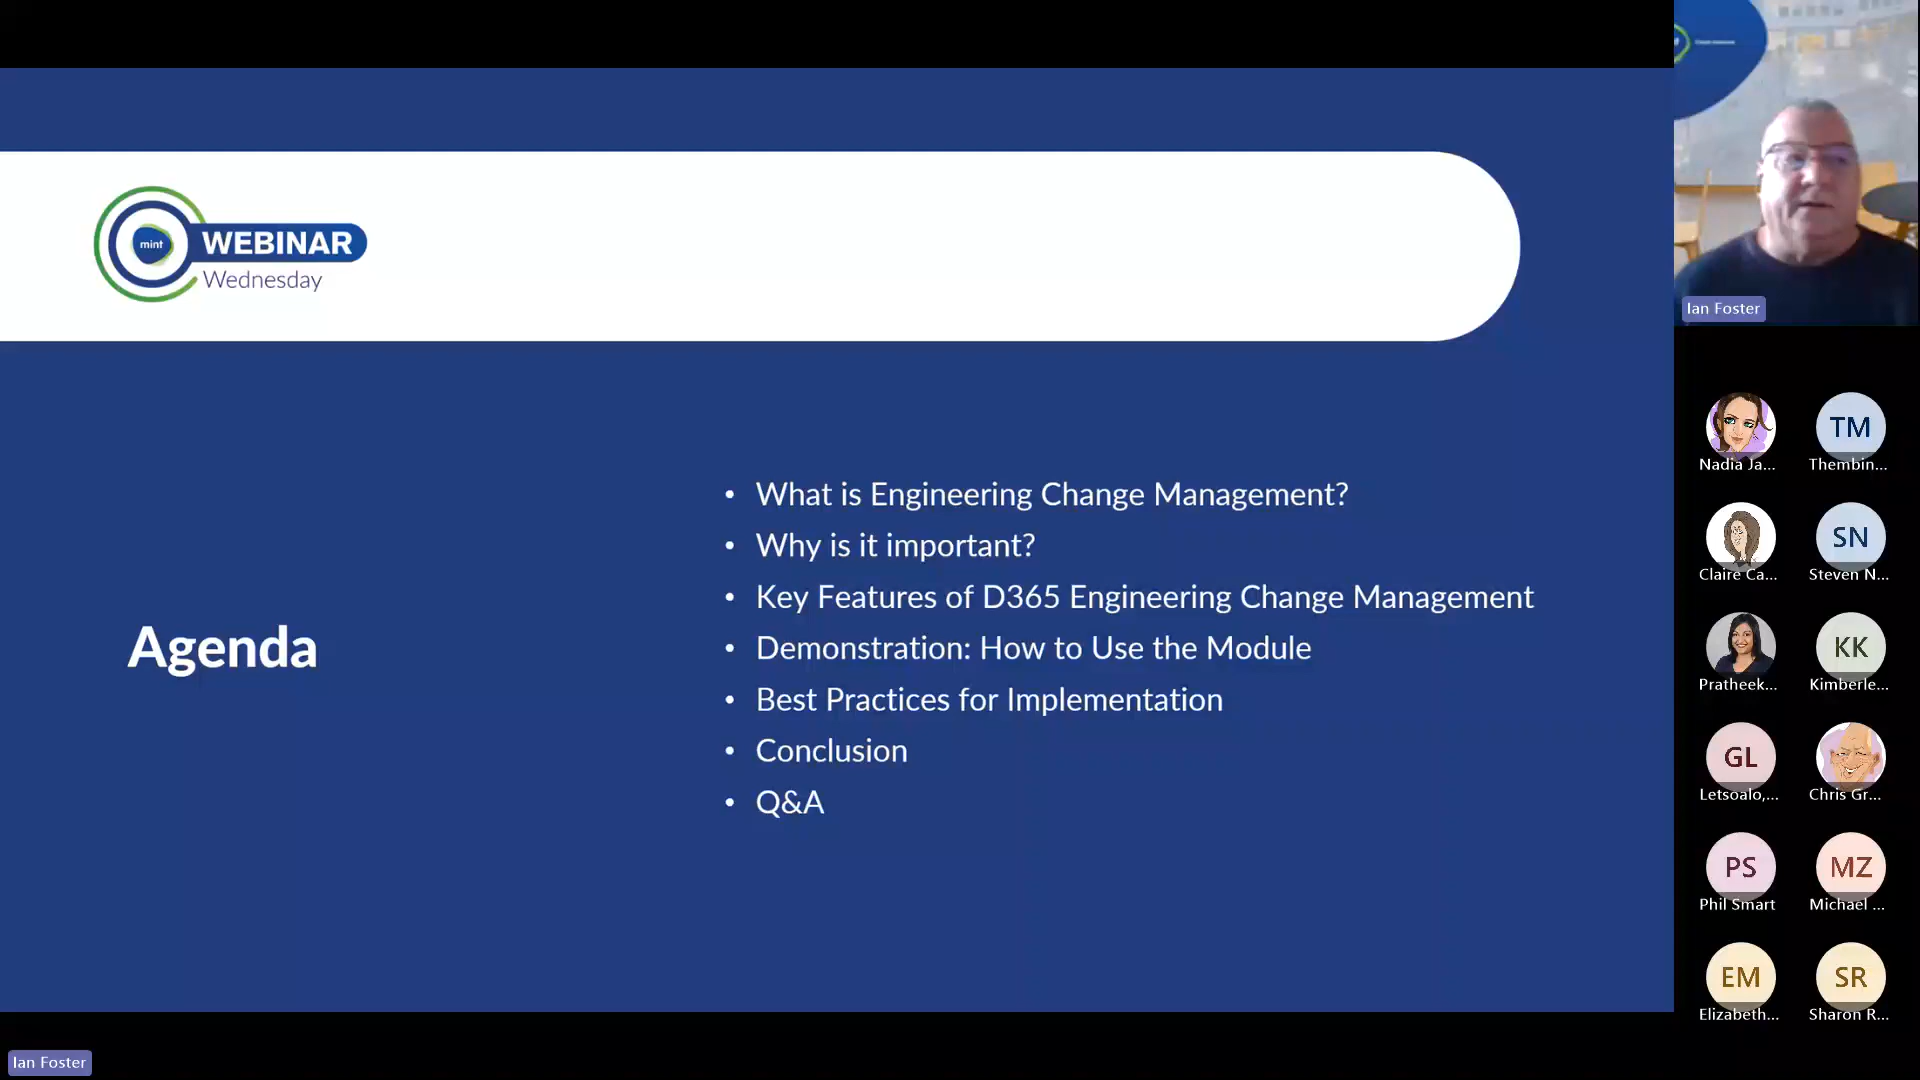 mint
WEBINAR
Wednesday
Agenda
• What is Engineering Change Management?
• Why is it important?
• Key Features of D365 Engineering Change Management
• Demonstration: How to Use the Module
• Best Practices for Implementation
• Conclusion
• Q&A
Ian Foster
Nadia Ja...
TM
Thembin...
Claire Ca...
SN
Steven N...
Pratheek...
KK
Kimberle...
GL
Letsoalo,...
Chris Gr...
PS
Phil Smart
MZ
Michael ...
EM
Elizabeth...
SR
Sharon R...
Ian Foster